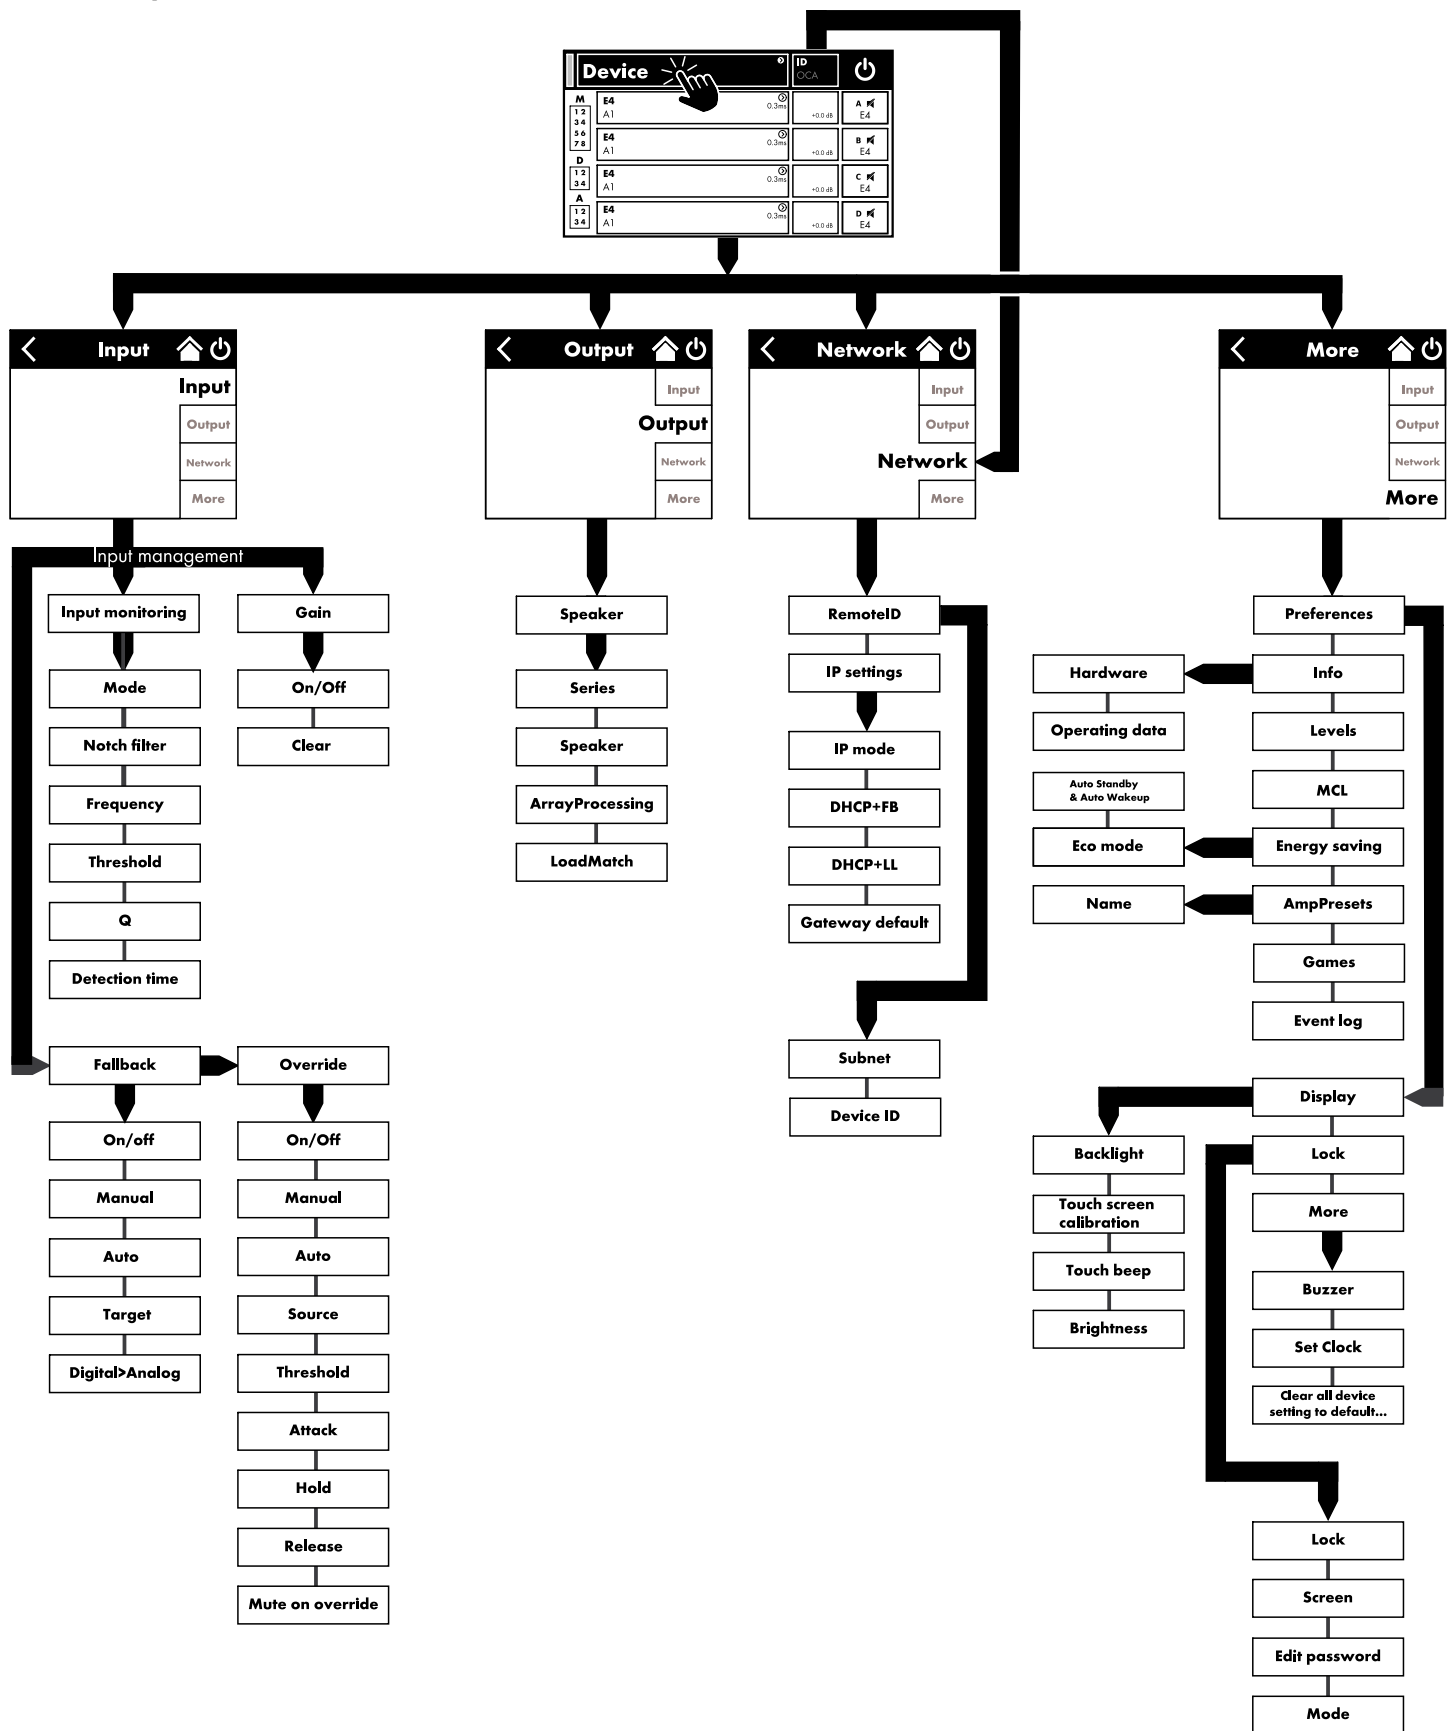 Device
ID
OCA
M
1 2
3 4
5 6
7 8
D
1 2
3 4
A
1 2
3 4
E4
A1
0.3ms
+0.0 dB
A
E4
E4
A1
0.3ms
+0.0 dB
B
E4
E4
A1
0.3ms
+0.0 dB
C
E4
E4
A1
0.3ms
+0.0 dB
D
E4
Input
Input
Output
Network
More
Output
Input
Output
Network
More
Network
Input
Output
Network
More
More
Input
Output
Network
More
Input management
Input monitoring
Mode
Notch filter
Frequency
Threshold
Q
Detection time
Gain
On/Off
Clear
Fallback
On/off
Manual
Auto
Target
Digital>Analog
Override
On/Off
Manual
Auto
Source
Threshold
Attack
Hold
Release
Mute on override
Speaker
Series
Speaker
ArrayProcessing
LoadMatch
RemoteID
IP settings
IP mode
DHCP+FB
DHCP+LL
Gateway default
Subnet
Device ID
Preferences
Info
Levels
MCL
Energy saving
AmpPresets
Games
Event log
Hardware
Operating data
Auto Standby
& Auto Wakeup
Eco mode
Name
Display
Lock
More
Buzzer
Set Clock
Clear all device
setting to default...
Backlight
Touch screen
calibration
Touch beep
Brightness
Lock
Screen
Edit password
Mode